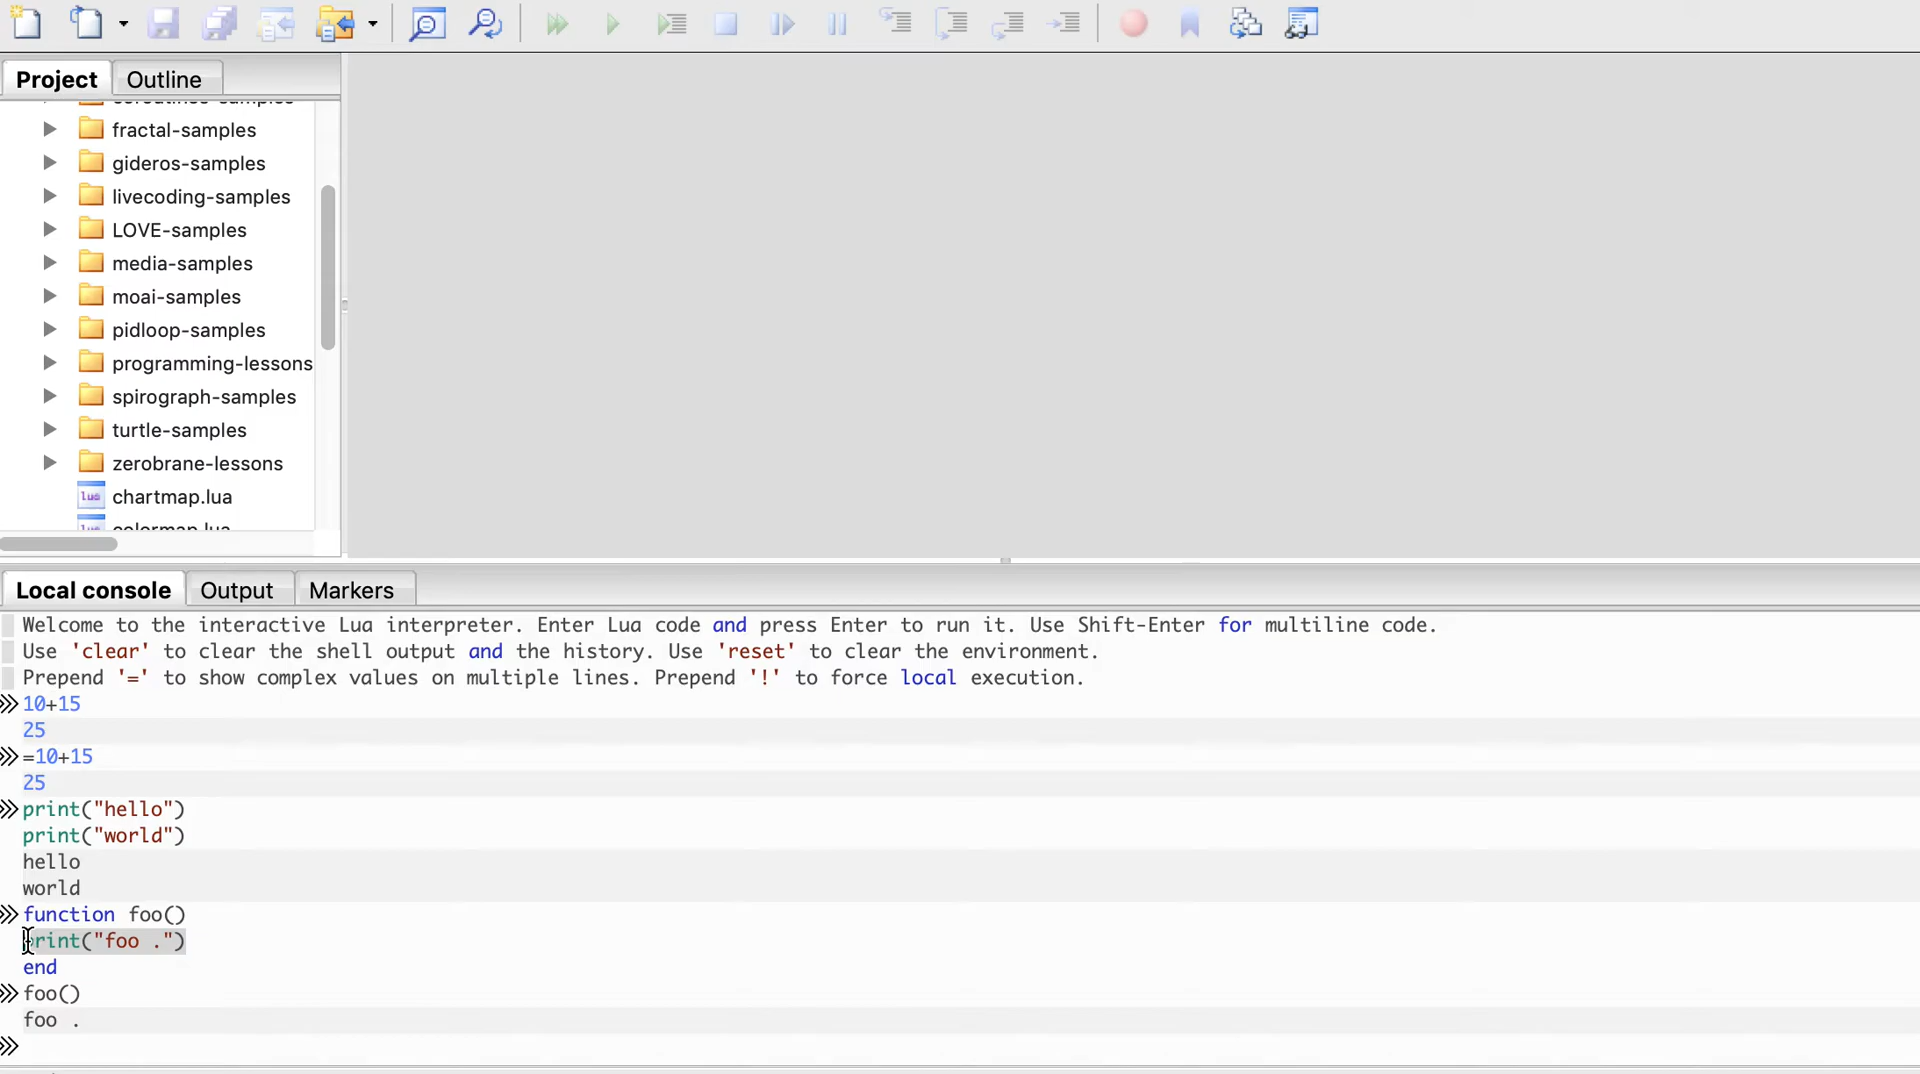 Project Outline
fractal-samples
gideros-samples
livecoding-samples
LOVE-samples
media-samples
moai-samples
pidloop-samples
programming-lessons
spirograph-samples
turtle-samples
zerobrane-lessons
lua chartmap.lua
colormap.lua
Local console Output Markers
Welcome to the interactive Lua interpreter. Enter Lua code and press Enter to run it. Use Shift-Enter for multiline code.
Use 'clear' to clear the shell output and the history. Use 'reset' to clear the environment.
Prepend '=' to show complex values on multiple lines. Prepend '!' to force local execution.
10+15
25
=10+15
25
print("hello")
print("world")
hello
world
function foo()
print("foo .")
end
foo()
foo .